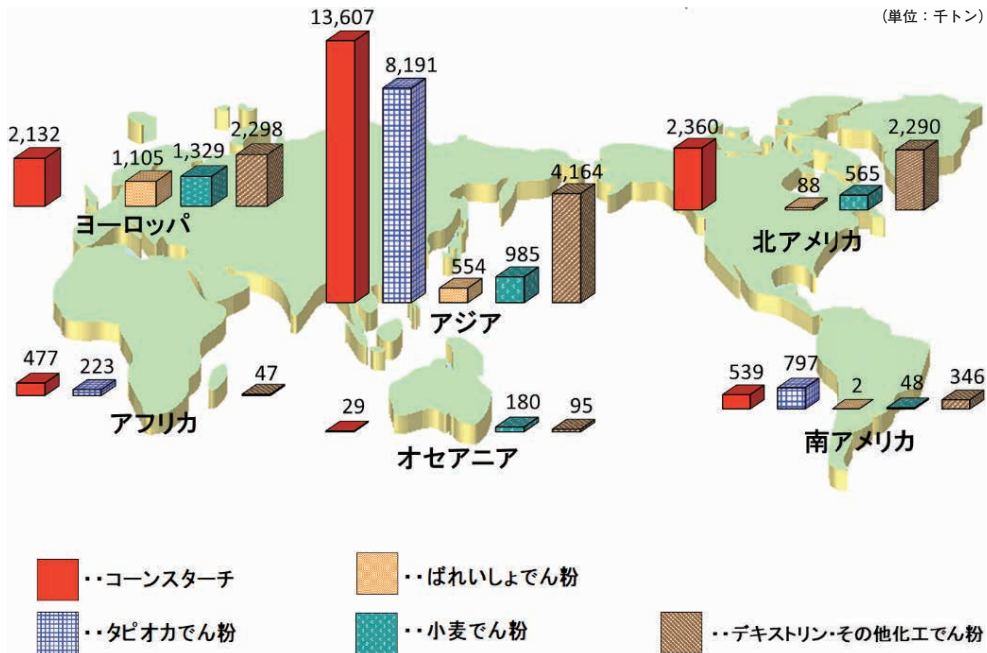 (単位：千トン)
13,607
8,191
2,132
1,105
1,329
2,298
ヨーロッパ
554
985
4,164
アジア
2,360
88
565
2,290
北アメリカ
477
223
47
アフリカ
29
180
95
オセアニア
539
797
2
48
346
南アメリカ
・・コーンスターチ
・・ばれいしょでん粉
・・タピオカでん粉
・・小麦でん粉
・・デキストリン・その他化工でん粉